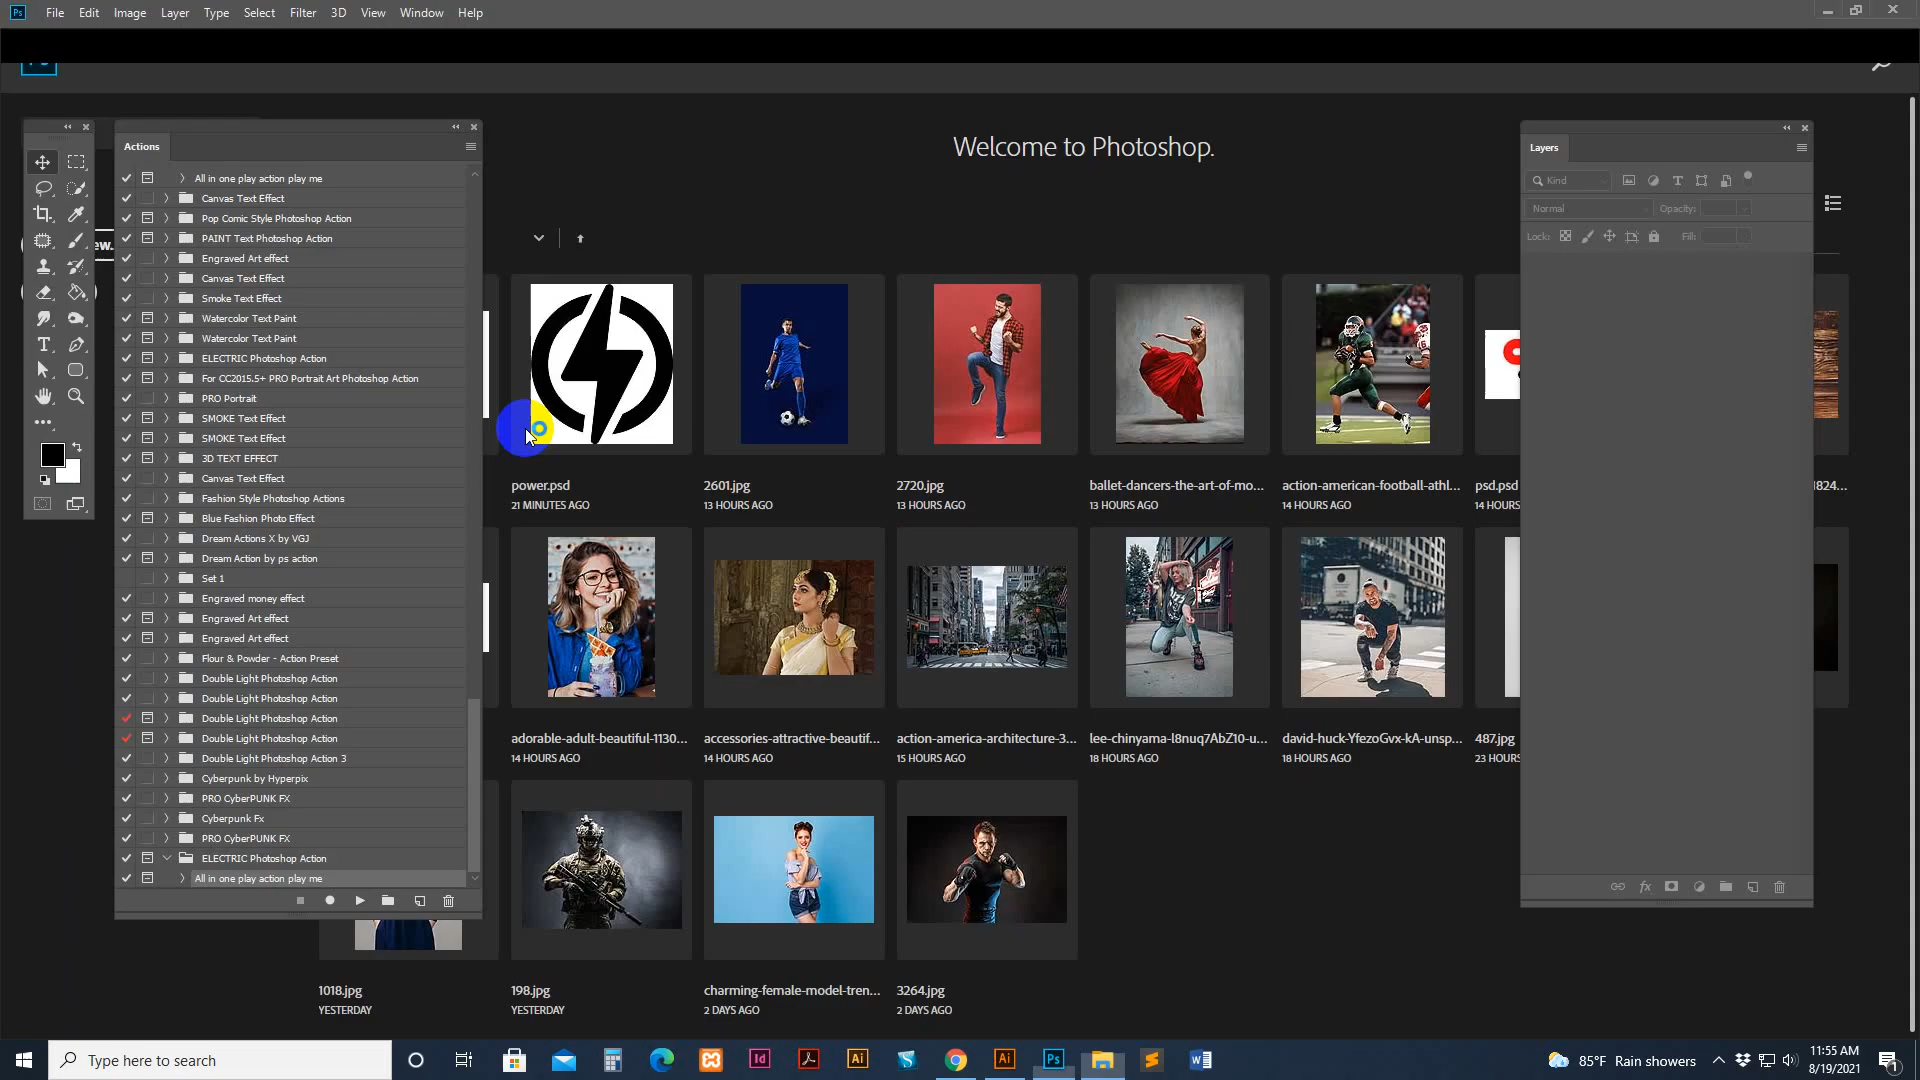 Ps File Edit Image Layer Type Select Filter 3D View Window Help
Welcome to Photoshop.
Actions
All in one play action play me
Canvas Text Effect
Pop Comic Style Photoshop Action
PAINT Text Photoshop Action
Engraved Art effect
Canvas Text Effect
Smoke Text Effect
Watercolor Text Paint
Watercolor Text Paint
ELECTRIC Photoshop Action
For CC2015.5+ PRO Portrait Art Photoshop Action
PRO Portrait
SMOKE Text Effect
SMOKE Text Effect
3D TEXT EFFECT
Canvas Text Effect
Fashion Style Photoshop Actions
Blue Fashion Photo Effect
Dream Actions X by VGJ
Dream Action by ps action
Set 1
Engraved money effect
Engraved Art effect
Engraved Art effect
Flour & Powder - Action Preset
Double Light Photoshop Action
Double Light Photoshop Action
Double Light Photoshop Action
Double Light Photoshop Action
Double Light Photoshop Action 3
Cyberpunk by Hyperpix
PRO CyberPUNK FX
Cyberpunk Fx
PRO CyberPUNK FX
ELECTRIC Photoshop Action
All in one play action play me
ew.
power.psd 2601.jpg 2720.jpg ballet-dancers-the-art-of-mo... action-american-football-athl... psd.psd 1824...
21 MINUTES AGO 13 HOURS AGO 13 HOURS AGO 13 HOURS AGO 14 HOURS AGO 14 HOURS
adorable-adult-beautiful-1130... accessories-attractive-beautif... action-america-architecture-3... lee-chinyama-l8nuq7AbZ10-u... david-huck-YfezoGvx-kA-unsp... 487.jpg
14 HOURS AGO 14 HOURS AGO 15 HOURS AGO 18 HOURS AGO 18 HOURS AGO 23 HOURS
1018.jpg 198.jpg charming-female-model-tren... 3264.jpg
YESTERDAY YESTERDAY 2 DAYS AGO 2 DAYS AGO
Layers
Kind
Normal Opacity:
Lock: Fill:
Type here to search
85°F Rain showers
11:55 AM
8/19/2021